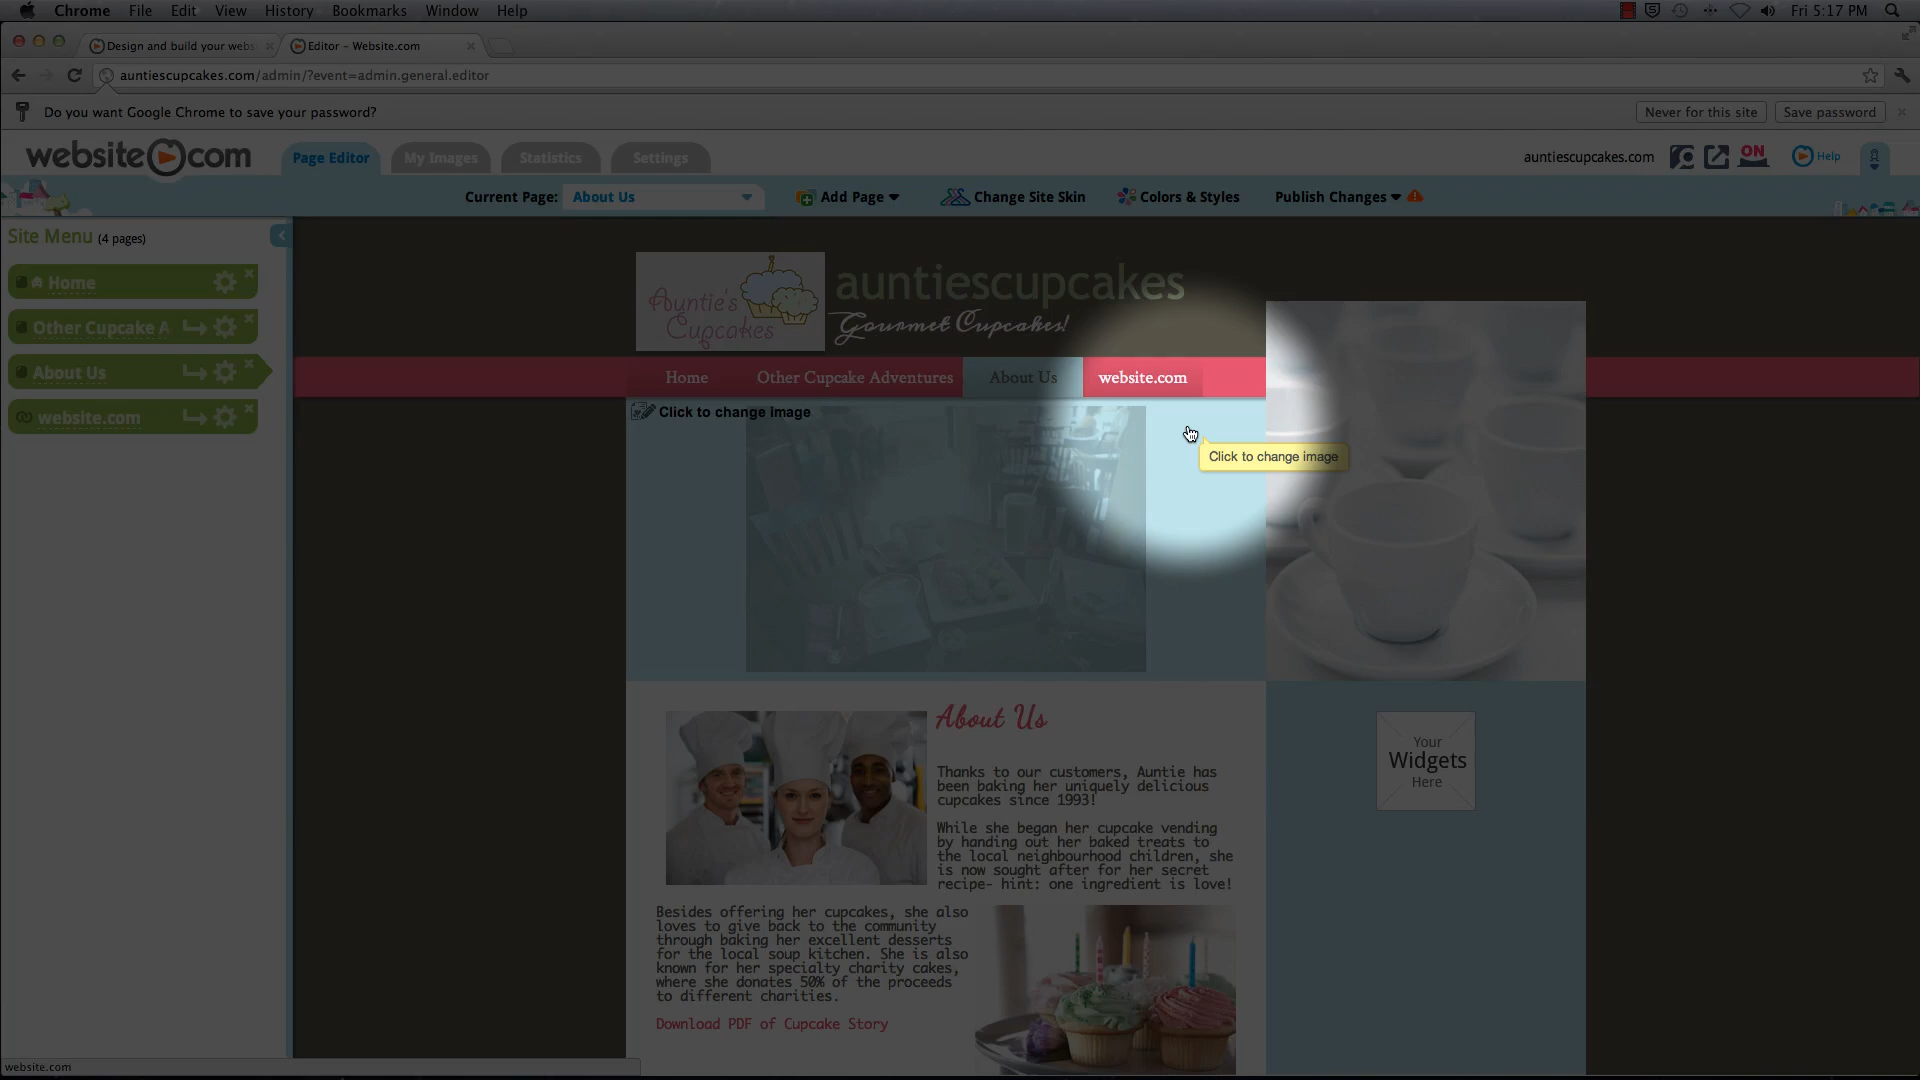 Chrome File Edit View History Bookmarks Window Help Fri 5:17 PM
Design and build your webs Editor - Website.com
auntiescupcakes.com/admin/?event=admin.general.editor
Do you want Google Chrome to save your password? Never for this site Save password
website.com Page Editor My Images Statistics Settings auntiescupcakes.com ON Help
Current Page: About Us Add Page Change Site Skin Colors & Styles Publish Changes
Site Menu (4 pages)
Home
Other Cupcake A
About Us
website.com
Auntie's Cupcakes
auntiescupcakes
Gourmet Cupcakes!
Home Other Cupcake Adventures About Us website.com
Click to change image
Click to change image
About Us
Thanks to our customers, Auntie has
been baking her uniquely delicious
cupcakes since 1993!
While she began her cupcake vending
by handing out her baked treats to
the local neighbourhood children, she
is now sought after for her secret
recipe- hint: one ingredient is love!
Besides offering her cupcakes, she also
loves to give back to the community
through baking her excellent desserts
for the local soup kitchen. She is also
known for her specialty charity cakes,
where she donates 50% of the proceeds
to different charities.
Download PDF of Cupcake Story
Your
Widgets
Here
website.com